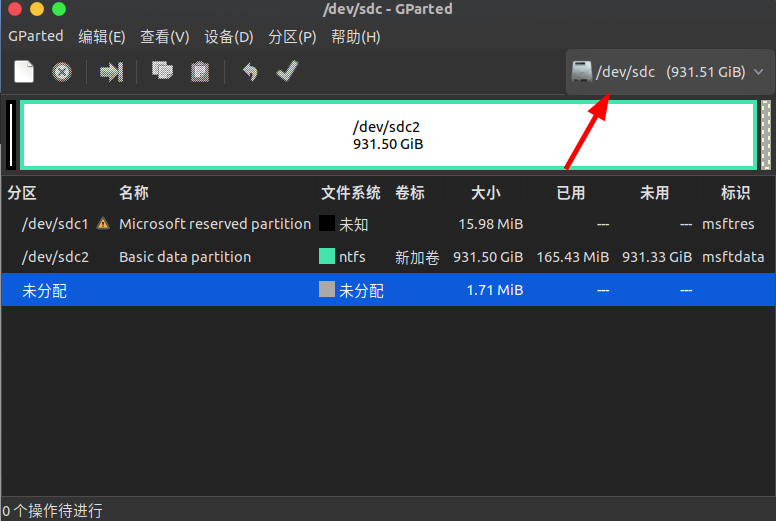 /dev/sdc - GParted
GParted 编辑(E) 查看(V) 设备(D) 分区(P) 帮助(H)
/dev/sdc (931.51 GiB)
/dev/sdc2
931.50 GiB
分区 名称 文件系统 卷标 大小 已用 未用 标识
/dev/sdc1 Microsoft reserved partition 未知 15.98 MiB --- --- msftres
/dev/sdc2 Basic data partition ntfs 新加卷 931.50 GiB 165.43 MiB 931.33 GiB msftdata
未分配 未分配 1.71 MiB --- ---
0 个操作待进行